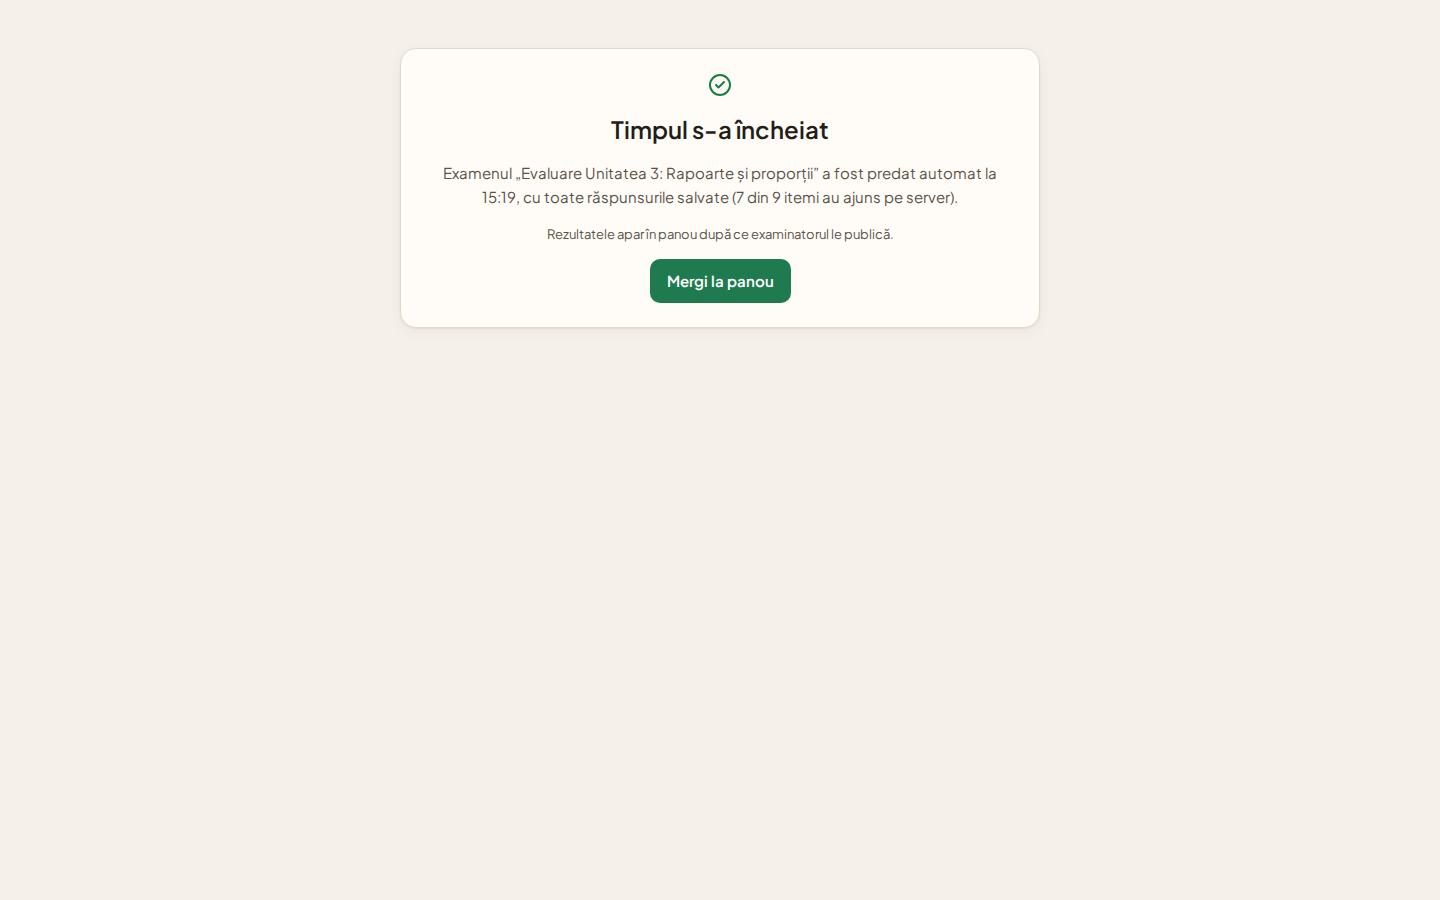 Timpul s-a încheiat
Examenul „Evaluare Unitatea 3: Rapoarte și proporții” a fost predat automat la
15:19, cu toate răspunsurile salvate (7 din 9 itemi au ajuns pe server).
Rezultatele apar în panou după ce examinatorul le publică.
Mergi la panou